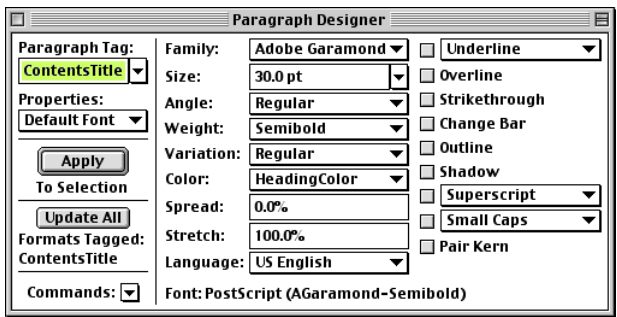 Paragraph Designer
Paragraph Tag:
ContentsTitle
Properties:
Default Font
Apply
To Selection
Update All
Formats Tagged:
ContentsTitle
Commands:
Family: Adobe Garamond
Size: 30.0 pt
Angle: Regular
Weight: Semibold
Variation: Regular
Color: HeadingColor
Spread: 0.0%
Stretch: 100.0%
Language: US English
Underline
Overline
Strikethrough
Change Bar
Outline
Shadow
Superscript
Small Caps
Pair Kern
Font: PostScript (AGaramond-Semibold)